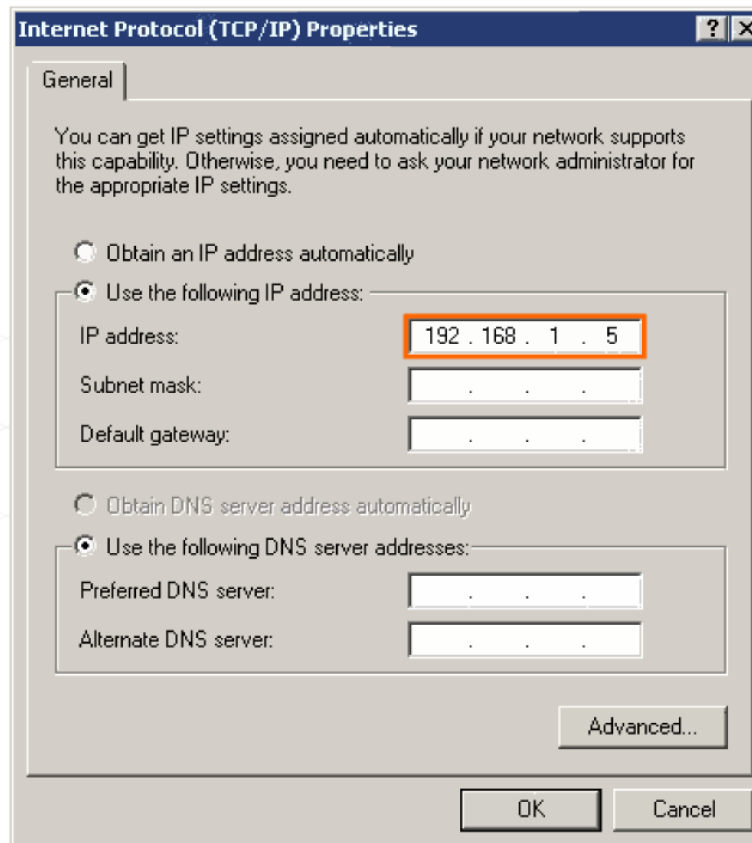 Internet Protocol (TCP/IP) Properties
General
You can get IP settings assigned automatically if your network supports
this capability. Otherwise, you need to ask your network administrator for
the appropriate IP settings.
Obtain an IP address automatically
Use the following IP address:
IP address: 192 . 168 . 1 . 5
Subnet mask: . . .
Default gateway: . . .
Obtain DNS server address automatically
Use the following DNS server addresses:
Preferred DNS server: . . .
Alternate DNS server: . . .
Advanced...
OK Cancel